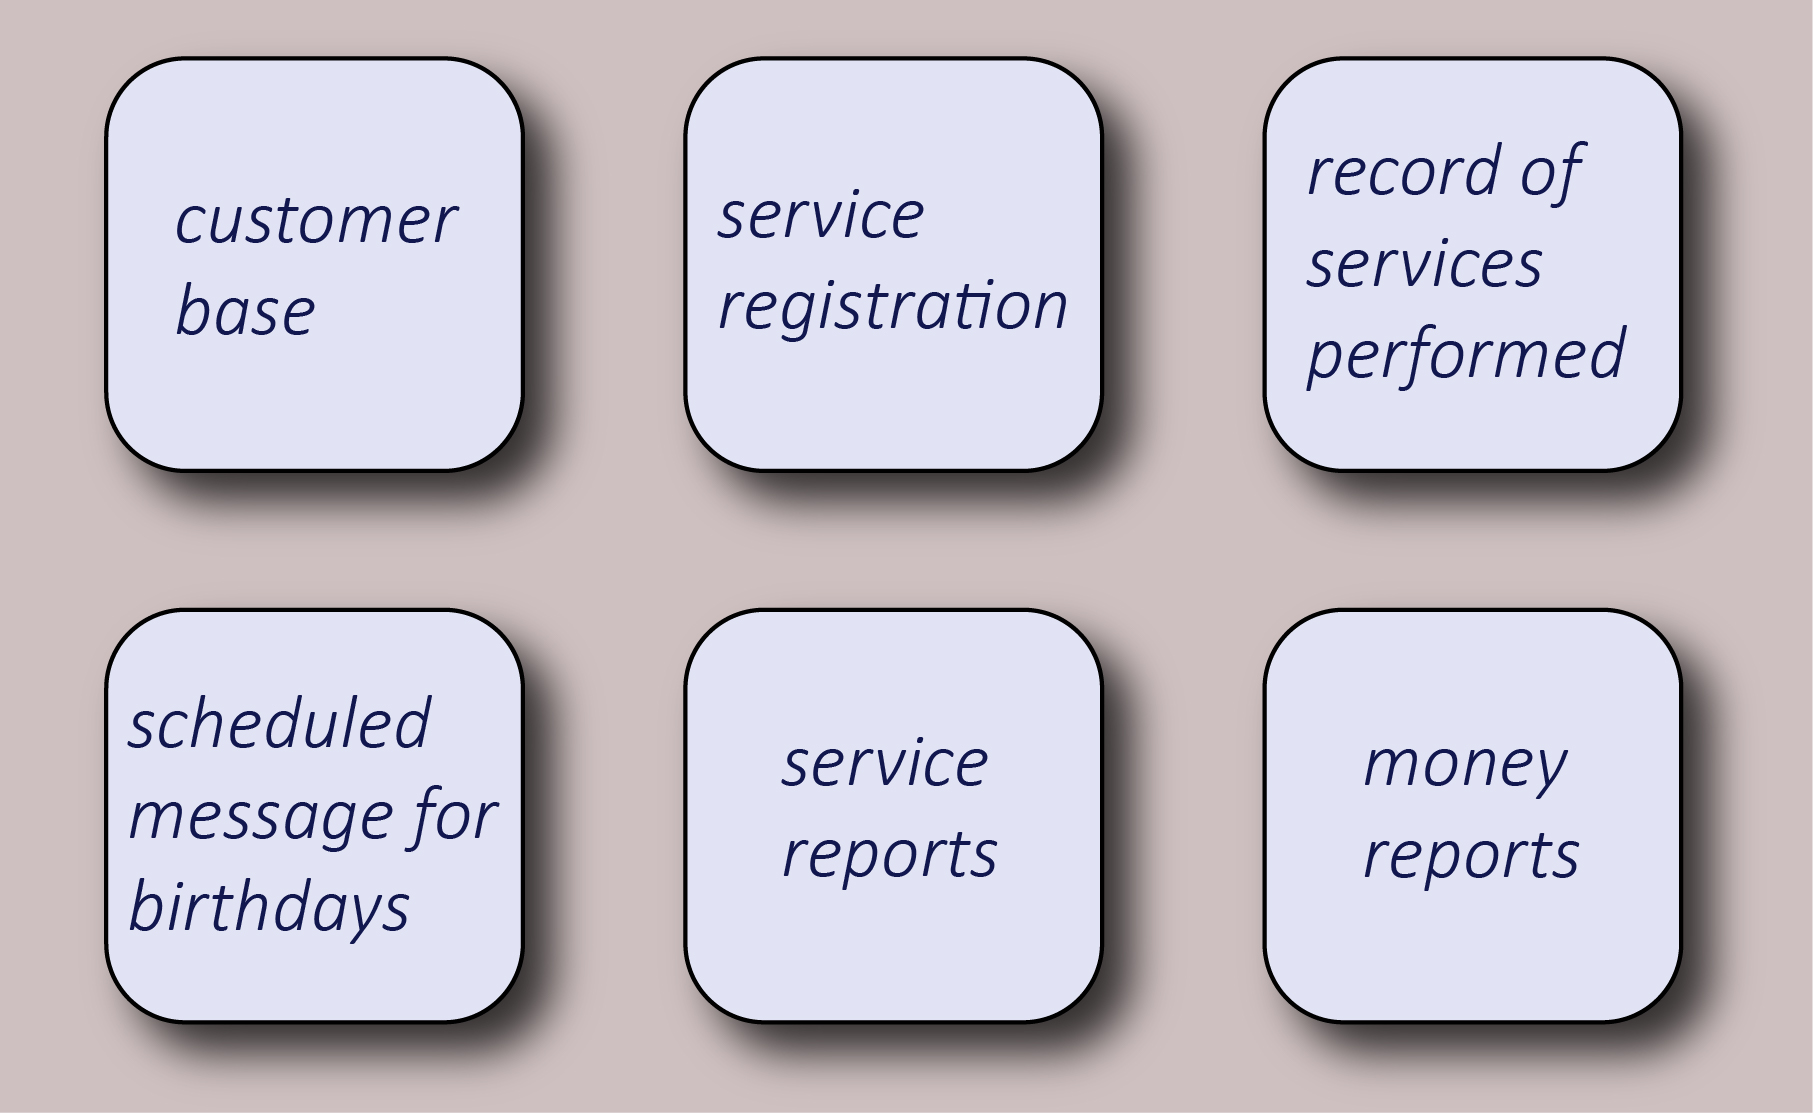 customer
base
service
registration
record of
services
performed
scheduled
message for
birthdays
service
reports
money
reports